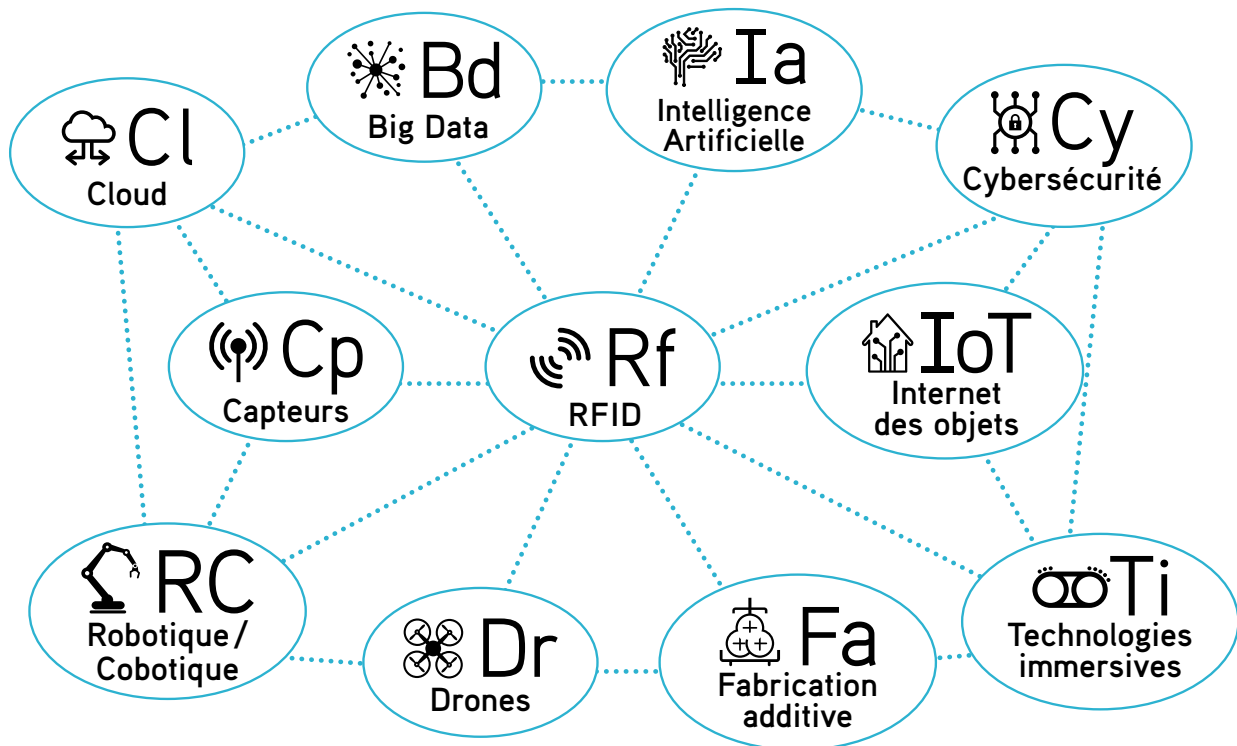 Bd
Big Data
Ia
Intelligence
Artificielle
Cl
Cloud
Cy
Cybersécurité
Cp
Capteurs
Rf
RFID
IoT
Internet
des objets
RC
Robotique /
Cobotique
Dr
Drones
Fa
Fabrication
additive
Ti
Technologies
immersives